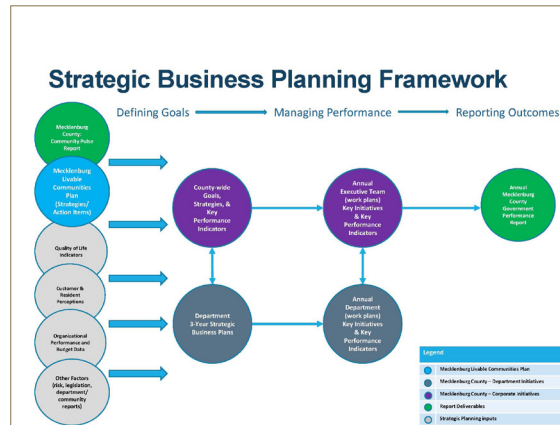 Strategic Business Planning Framework
Defining Goals
Managing Performance
Reporting Outcomes
Mecklenburg
County:
Community Pulse
Report
Mecklenburg
Livable
Communities
Plan
(Strategies/
Action Items)
Quality of Life
Indicators
Customer &
Resident
Perceptions
Organizational
Performance and
Budget Data
Other Factors
(risk, legislation,
department/
community
reports)
County-wide
Goals,
Strategies, &
Key
Performance
Indicators
Department
3-Year Strategic
Business Plans
Annual
Executive Team
(work plans)
Key Initiatives
& Key
Performance
Indicators
Annual
Department
(work plans)
Key Initiatives
& Key
Performance
Indicators
Annual
Mecklenburg
County
Government
Performance
Report
Legend
Mecklenburg Livable Communities Plan
Mecklenburg County – Department Initiatives
Mecklenburg County – Corporate Initiatives
Report Deliverables
Strategic Planning inputs